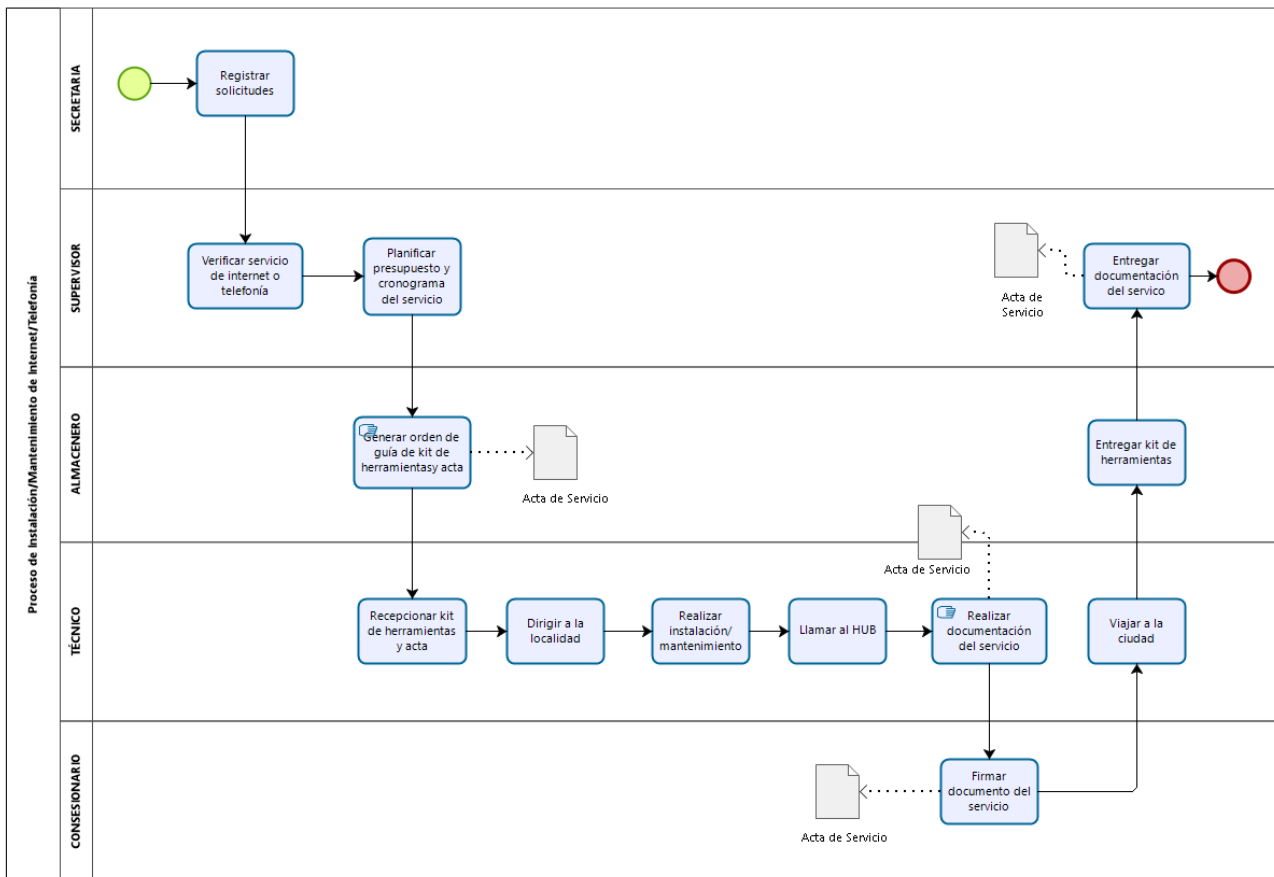 Proceso de Instalación/Mantenimiento de Internet/Telefonía
SECRETARIA
Registrar
solicitudes
SUPERVISOR
Verificar servicio
de internet o
telefonía
Planificar
presupuesto y
cronograma
del servicio
Acta de
Servicio
Entregar
documentación
del servico
ALMACENERO
Generar orden de
guía de kit de
herramientasy acta
Acta de Servicio
Entregar kit de
herramientas
TÉCNICO
Recepcionar kit
de herramientas
y acta
Dirigir a la
localidad
Realizar
instalación/
mantenimiento
Llamar al HUB
Acta de Servicio
Realizar
documentación
del servicio
Viajar a la
ciudad
CONSESIONARIO
Acta de Servicio
Firmar
documento del
servicio